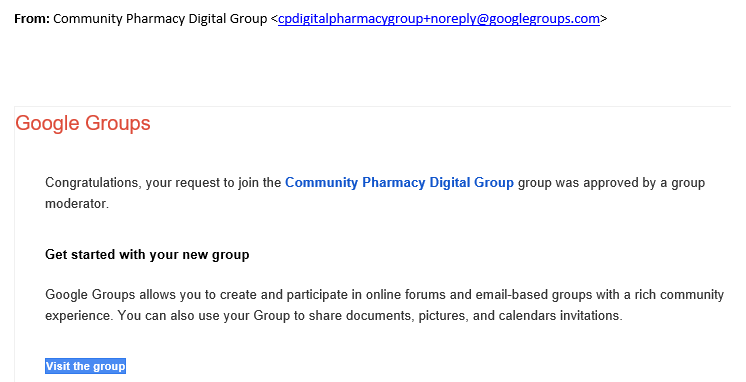 From: Community Pharmacy Digital Group <cpdigitalpharmacygroup+noreply@googlegroups.com>
Google Groups
Congratulations, your request to join the Community Pharmacy Digital Group group was approved by a group
moderator.
Get started with your new group
Google Groups allows you to create and participate in online forums and email-based groups with a rich community
experience. You can also use your Group to share documents, pictures, and calendars invitations.
Visit the group